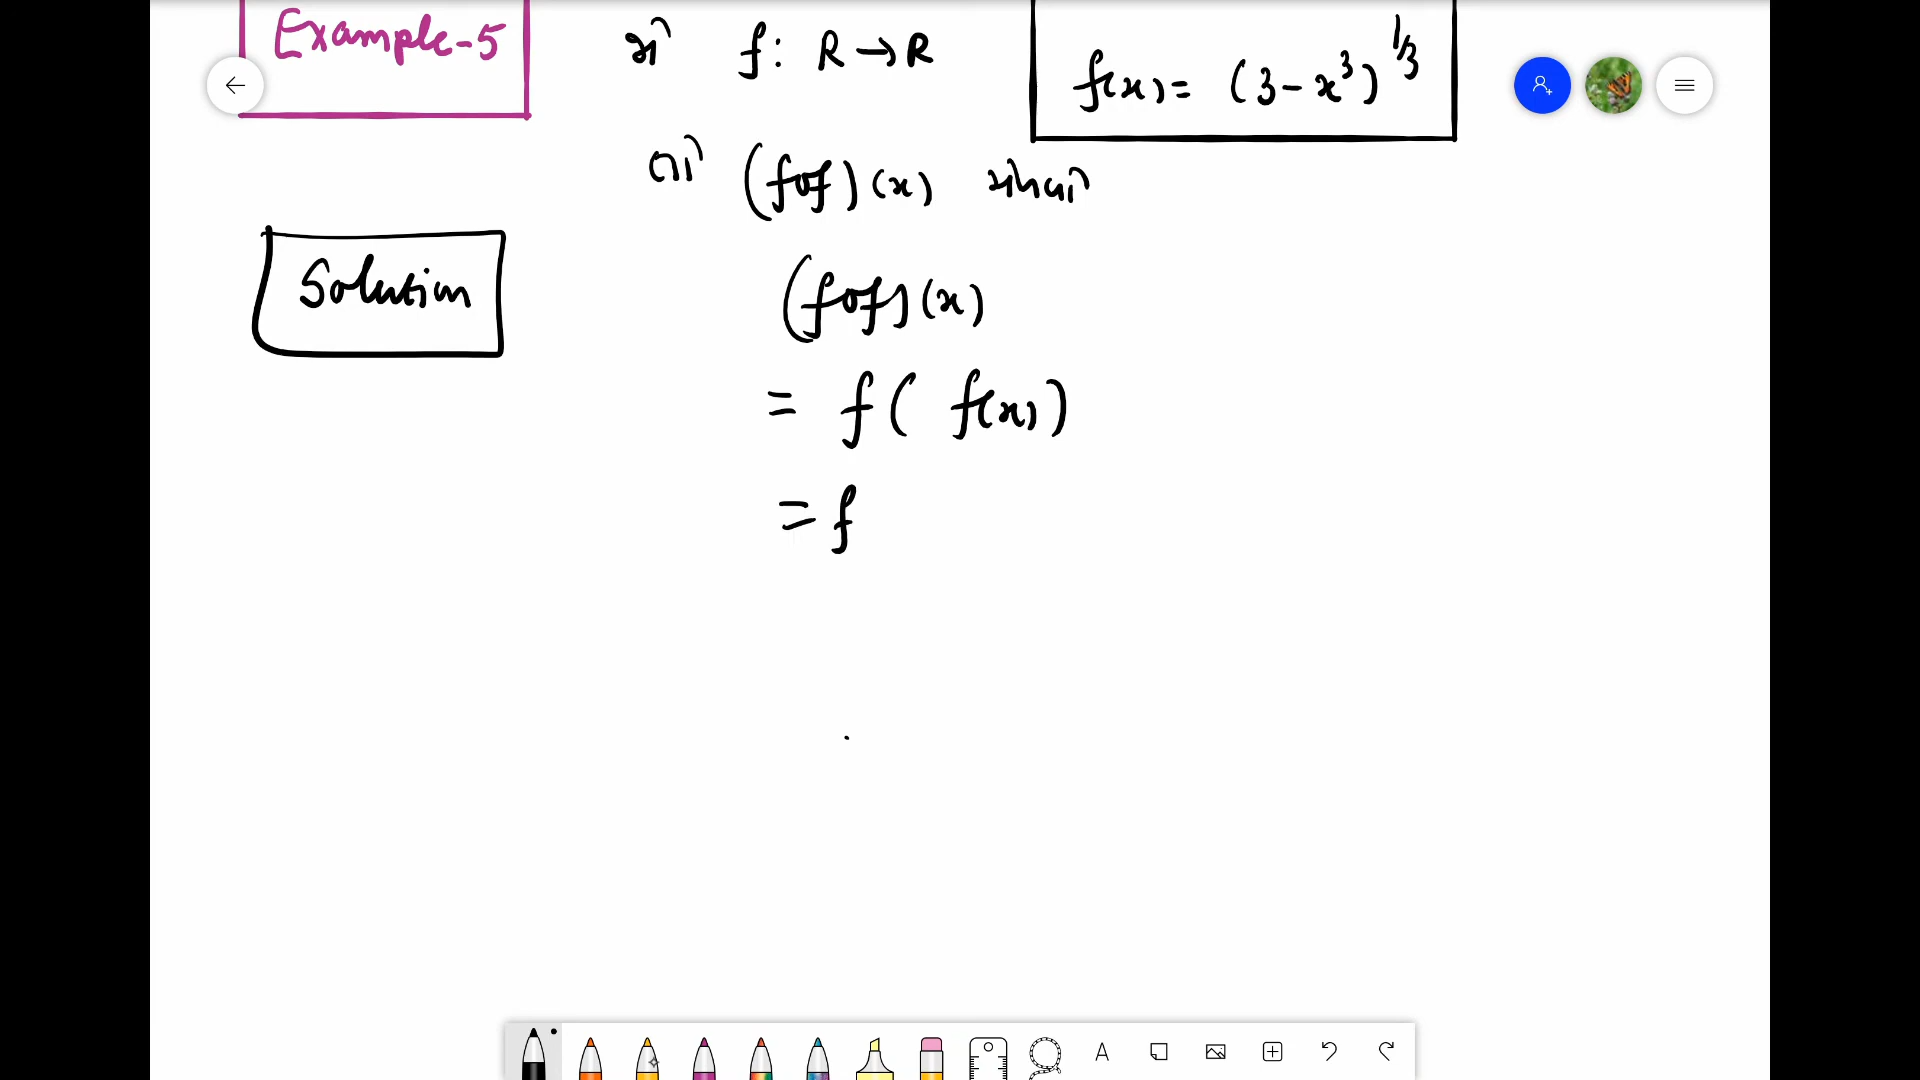 Example-5
f: R→R
f(x) = (3-x³)^1/3
(fof)(x)
Solution
(fof)(x)
= f( f(x))
= f
A